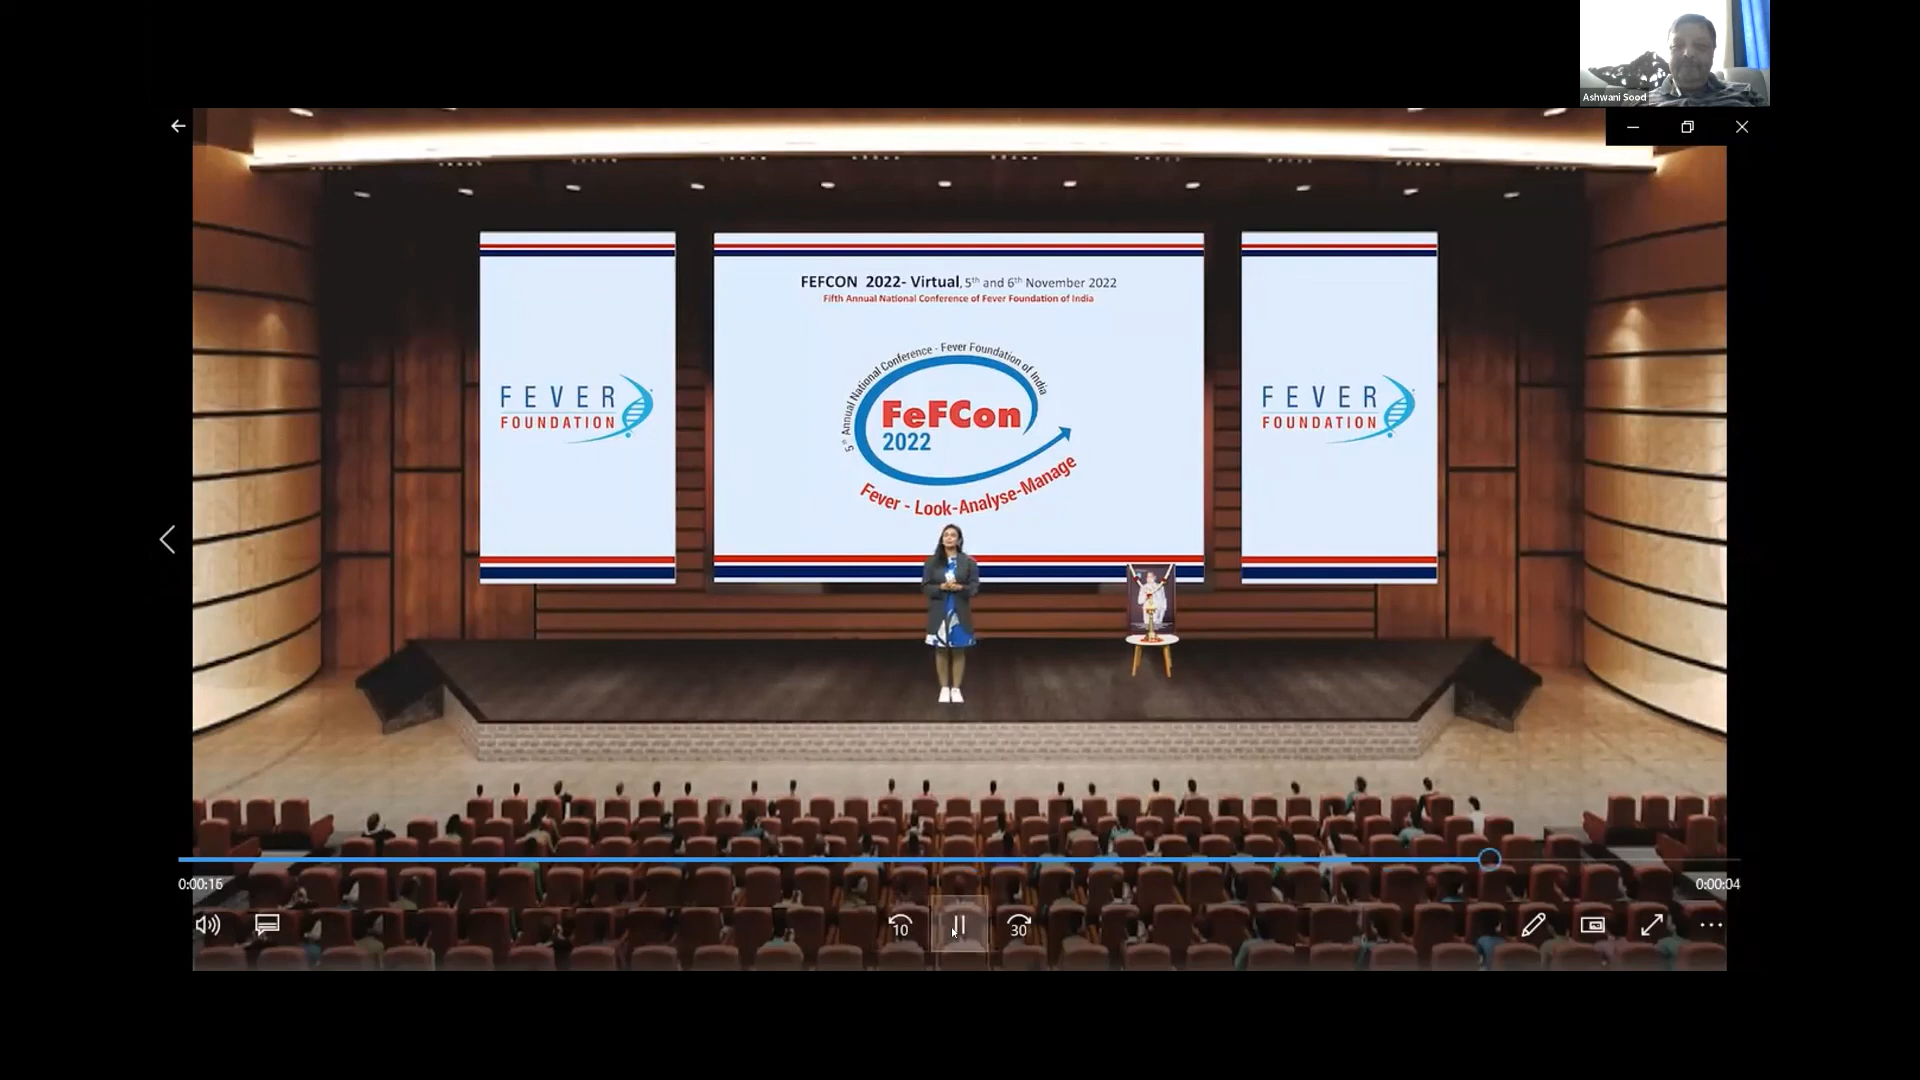 Ashwani Sood
FEFCON 2022- Virtual, 5th and 6th November 2022
Fifth Annual National Conference of Fever Foundation of India
5th Annual National Conference - Fever Foundation of India
FeFCon
2022
Fever - Look-Analyse-Manage
FEVER
FOUNDATION
FEVER
FOUNDATION
0:00:16
0:00:04
10
30